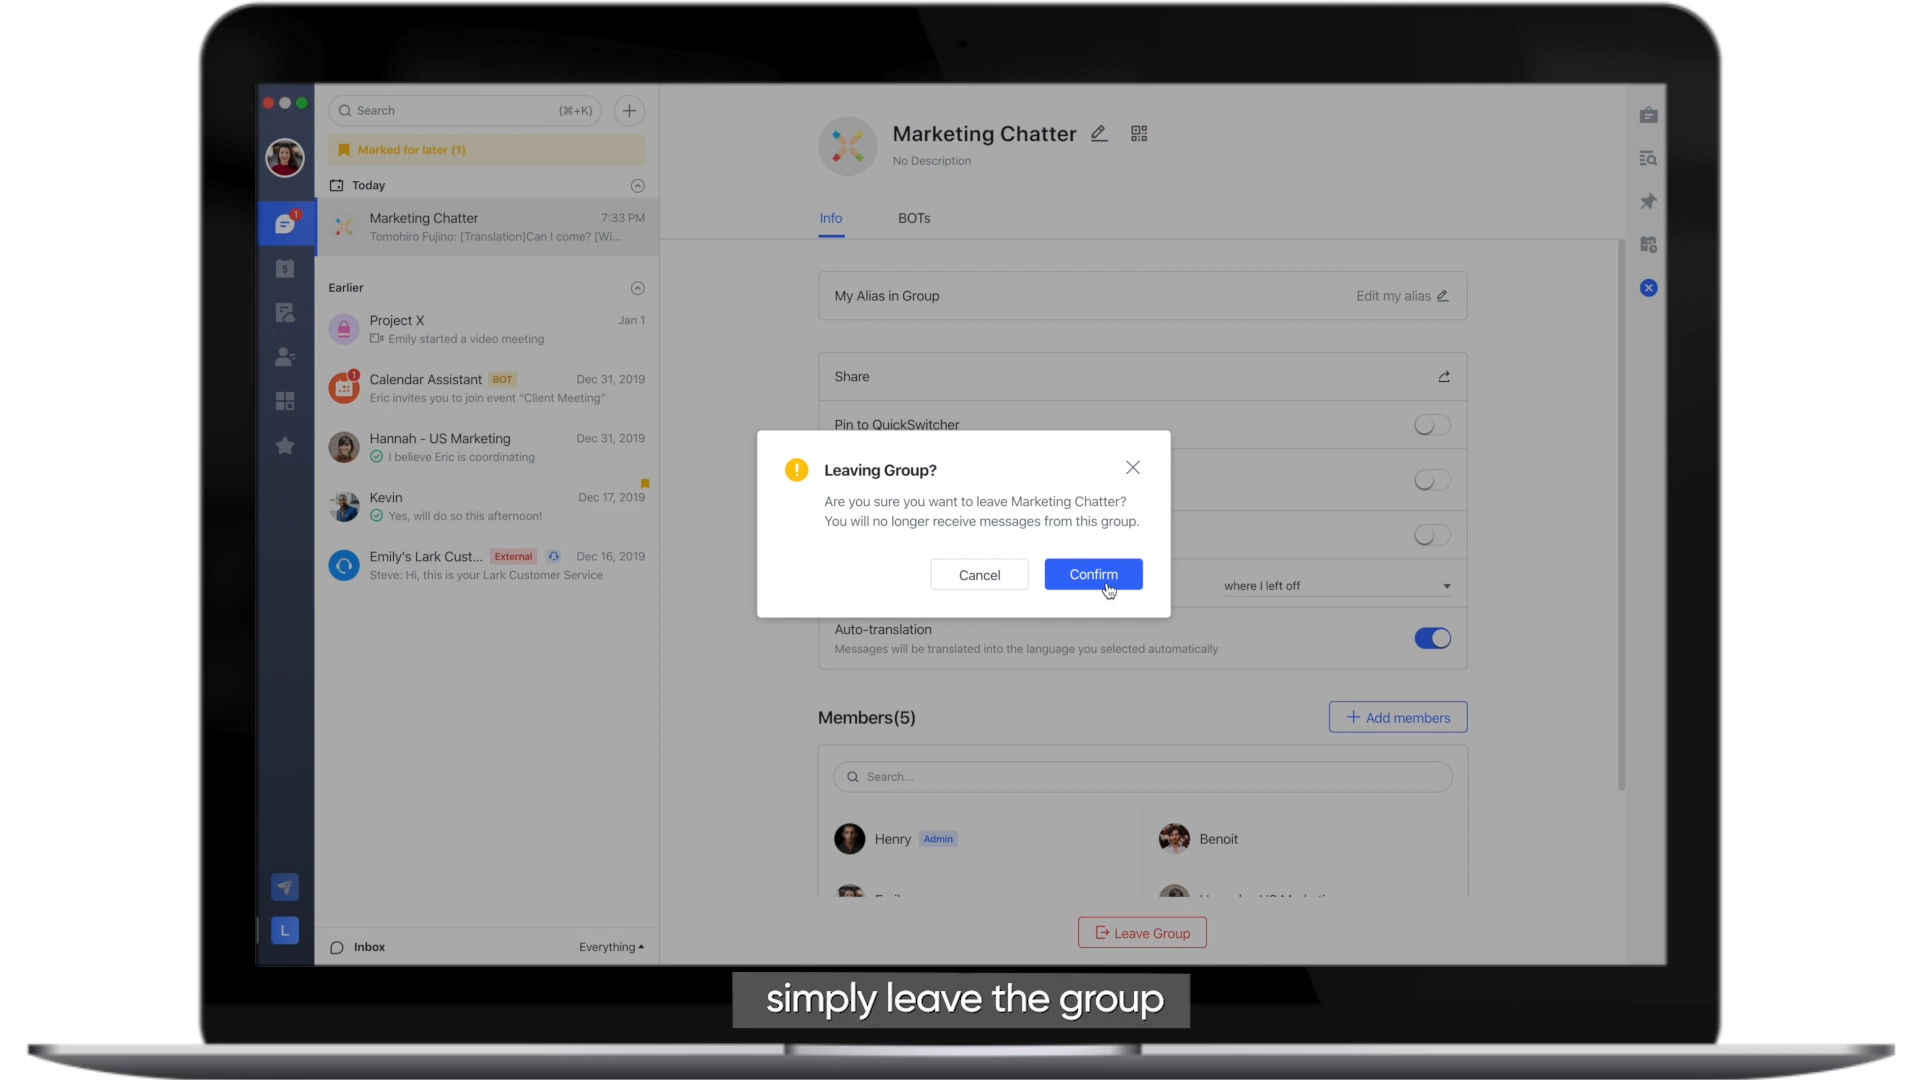 Search (⌘+K)
Marked for later (1)
Today
Marketing Chatter 7:33 PM
Tomohiro Fujino: [Translation]Can I come? [Wi...
Earlier
Project X Jan 1
Emily started a video meeting
1
Calendar Assistant BOT Dec 31, 2019
Eric invites you to join event “Client Meeting”
Hannah - US Marketing Dec 31, 2019
I believe Eric is coordinating
Kevin Dec 17, 2019
Yes, will do so this afternoon!
Emily's Lark Cust... External Dec 16, 2019
Steve: Hi, this is your Lark Customer Service
Inbox Everything
1
5
L
Marketing Chatter
No Description
Info BOTs
My Alias in Group Edit my alias
Share
Pin to QuickSwitcher
Leaving Group?
Are you sure you want to leave Marketing Chatter?
You will no longer receive messages from this group.
Cancel Confirm
where I left off
Auto-translation
Messages will be translated into the language you selected automatically
Members(5) + Add members
Search...
Henry Admin Benoit
Leave Group
simply leave the group